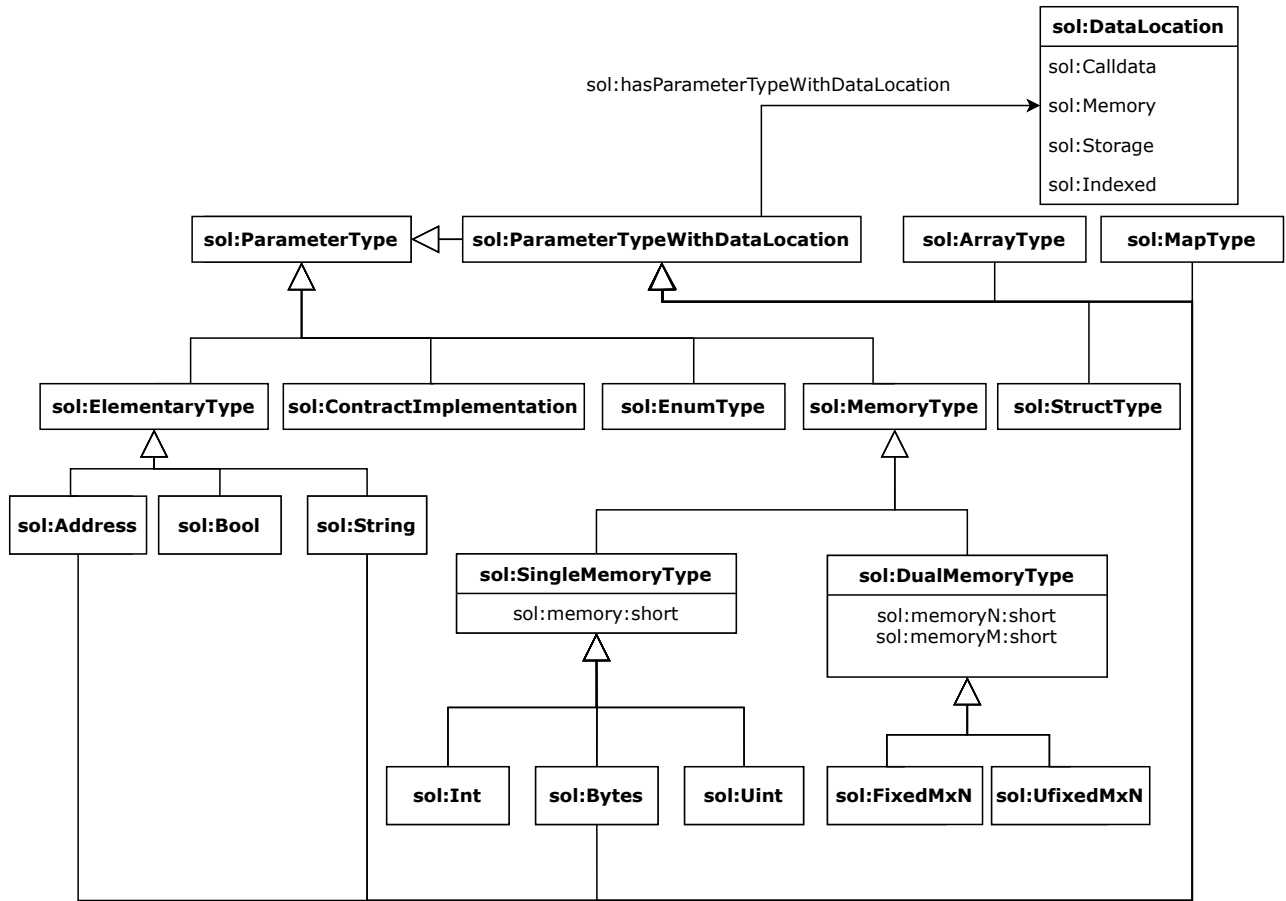 sol:DataLocation
sol:Calldata
sol:hasParameterTypeWithDataLocation
sol:Memory
sol:Storage
sol:Indexed
sol:ParameterType
sol:ParameterTypeWithDataLocation
sol:ArrayType
sol:MapType
sol:ElementaryType
sol:ContractImplementation
sol:EnumType
sol:MemoryType
sol:StructType
sol:Address
sol:Bool
sol:String
sol:SingleMemoryType
sol:memory:short
sol:DualMemoryType
sol:memoryN:short
sol:memoryM:short
sol:Int
sol:Bytes
sol:Uint
sol:FixedMxN
sol:UfixedMxN